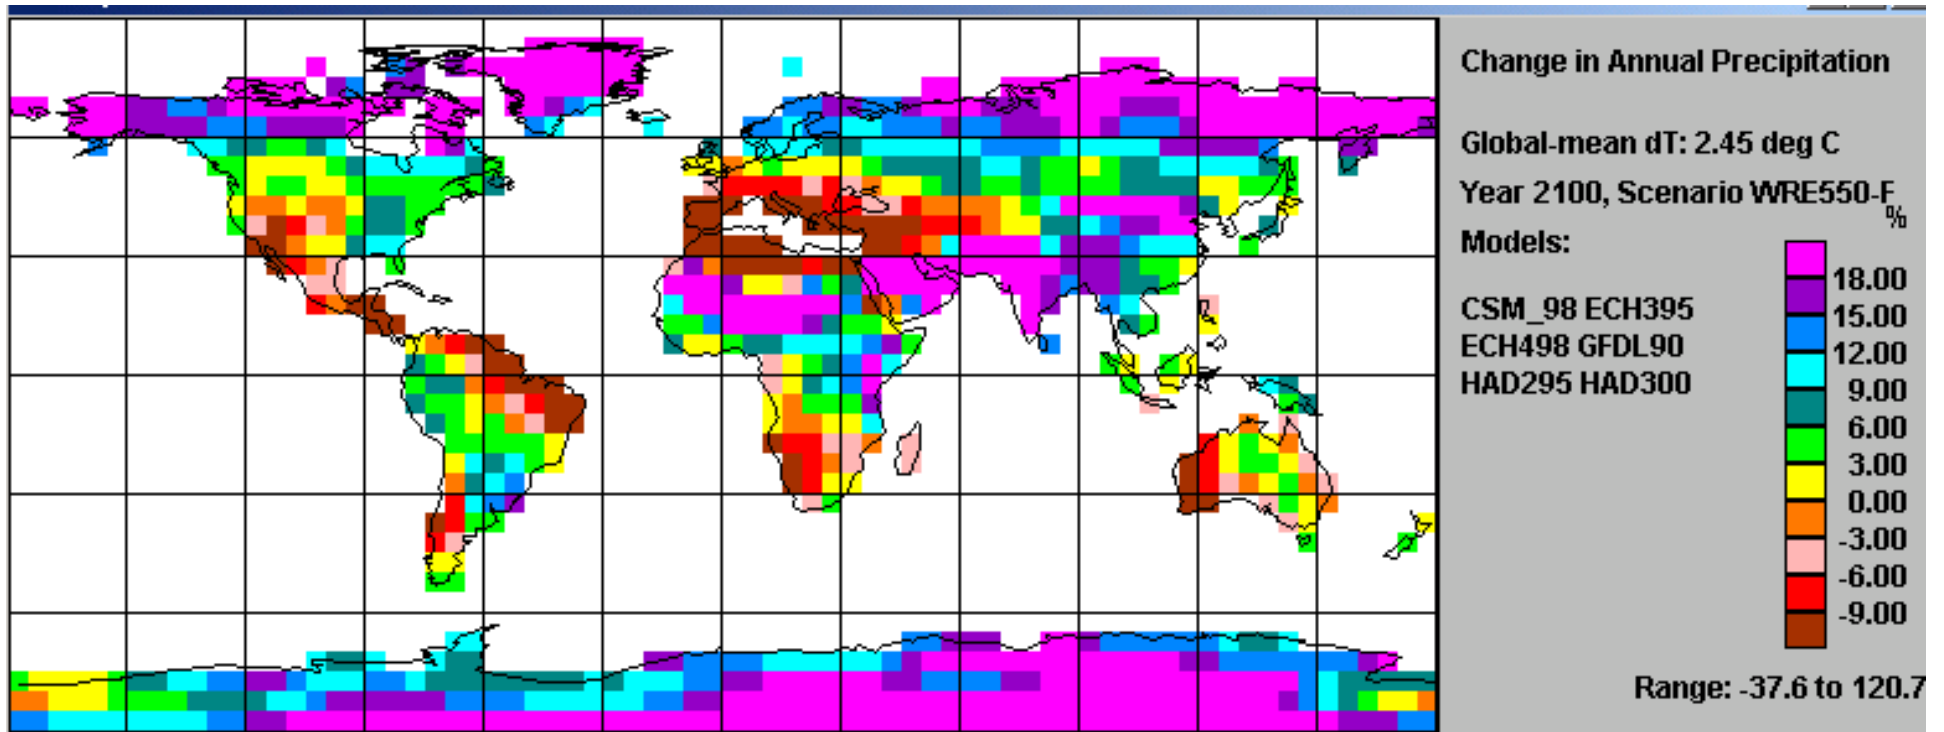 Change in Annual Precipitation
Global-mean dT: 2.45 deg C
Year 2100, Scenario WRE550-F
%
Models:
CSM_98 ECH395
ECH498 GFDL90
HAD295 HAD300
18.00
15.00
12.00
9.00
6.00
3.00
0.00
-3.00
-6.00
-9.00
Range: -37.6 to 120.7